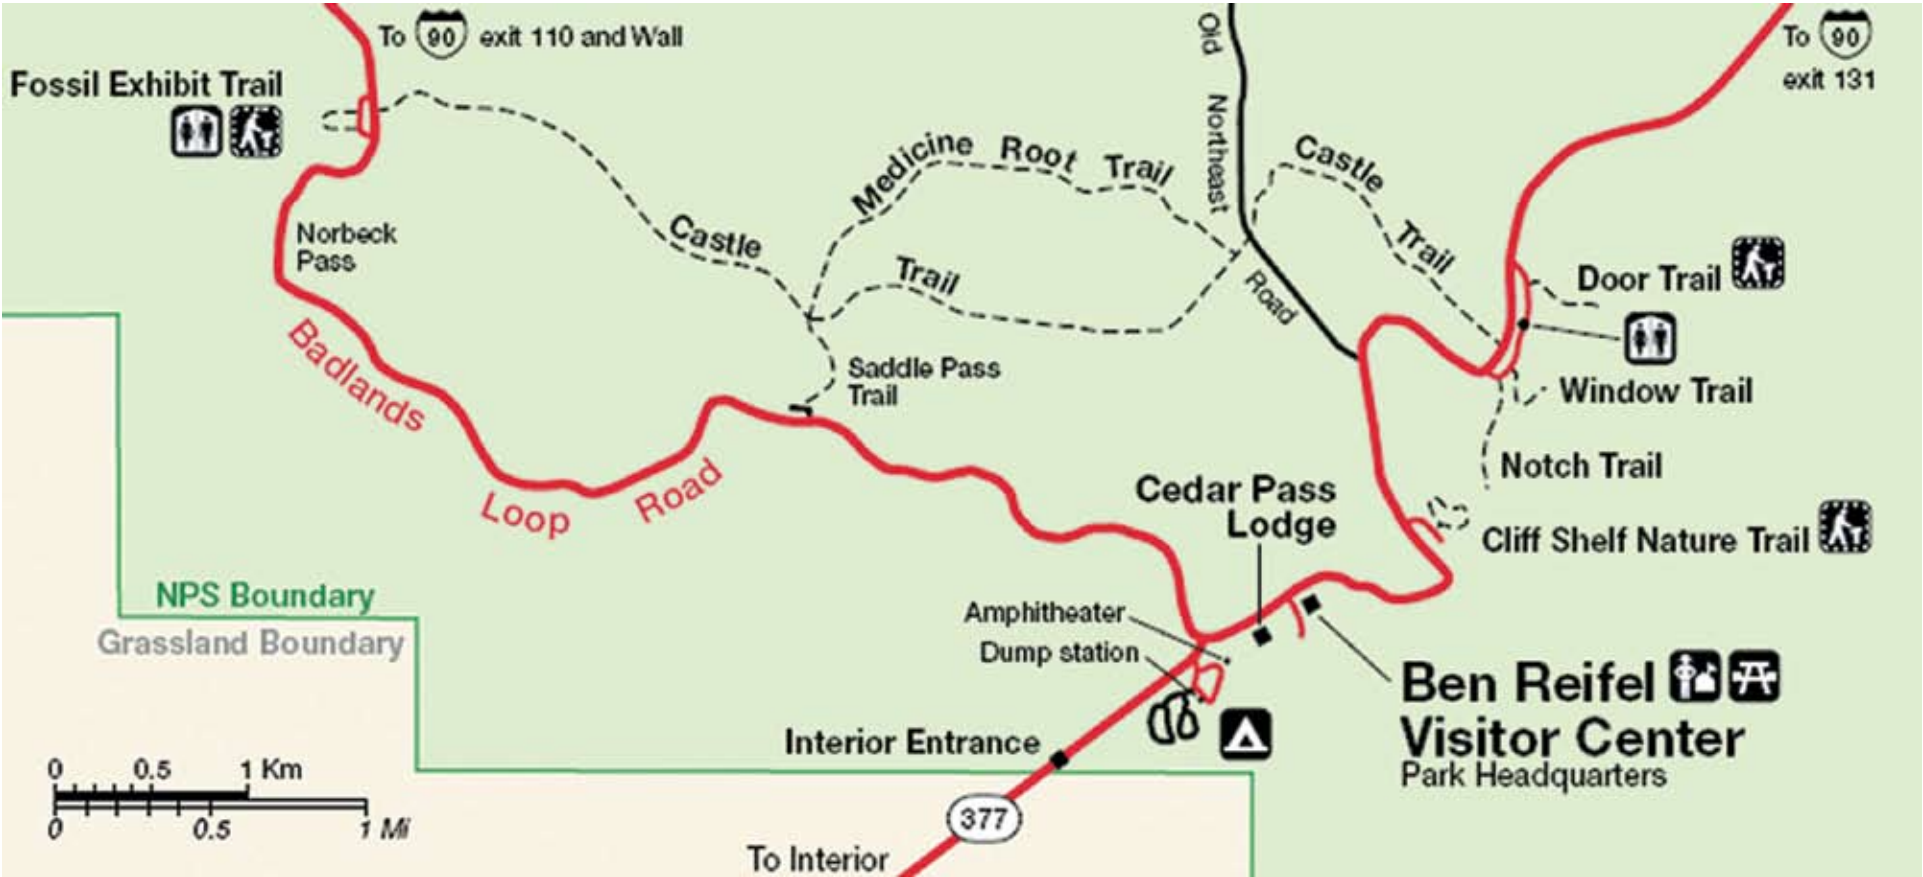 To 90 exit 110 and Wall
Old Northeast Road
To 90
exit 131
Fossil Exhibit Trail
Medicine Root Trail
Castle Trail
Castle Trail
Norbeck
Pass
Door Trail
Badlands Loop Road
Saddle Pass
Trail
Window Trail
Notch Trail
Cedar Pass
Lodge
Cliff Shelf Nature Trail
NPS Boundary
Grassland Boundary
Amphitheater
Dump station
Ben Reifel
Visitor Center
Park Headquarters
Interior Entrance
0 0.5 1 Km
0 0.5 1 Mi
377
To Interior